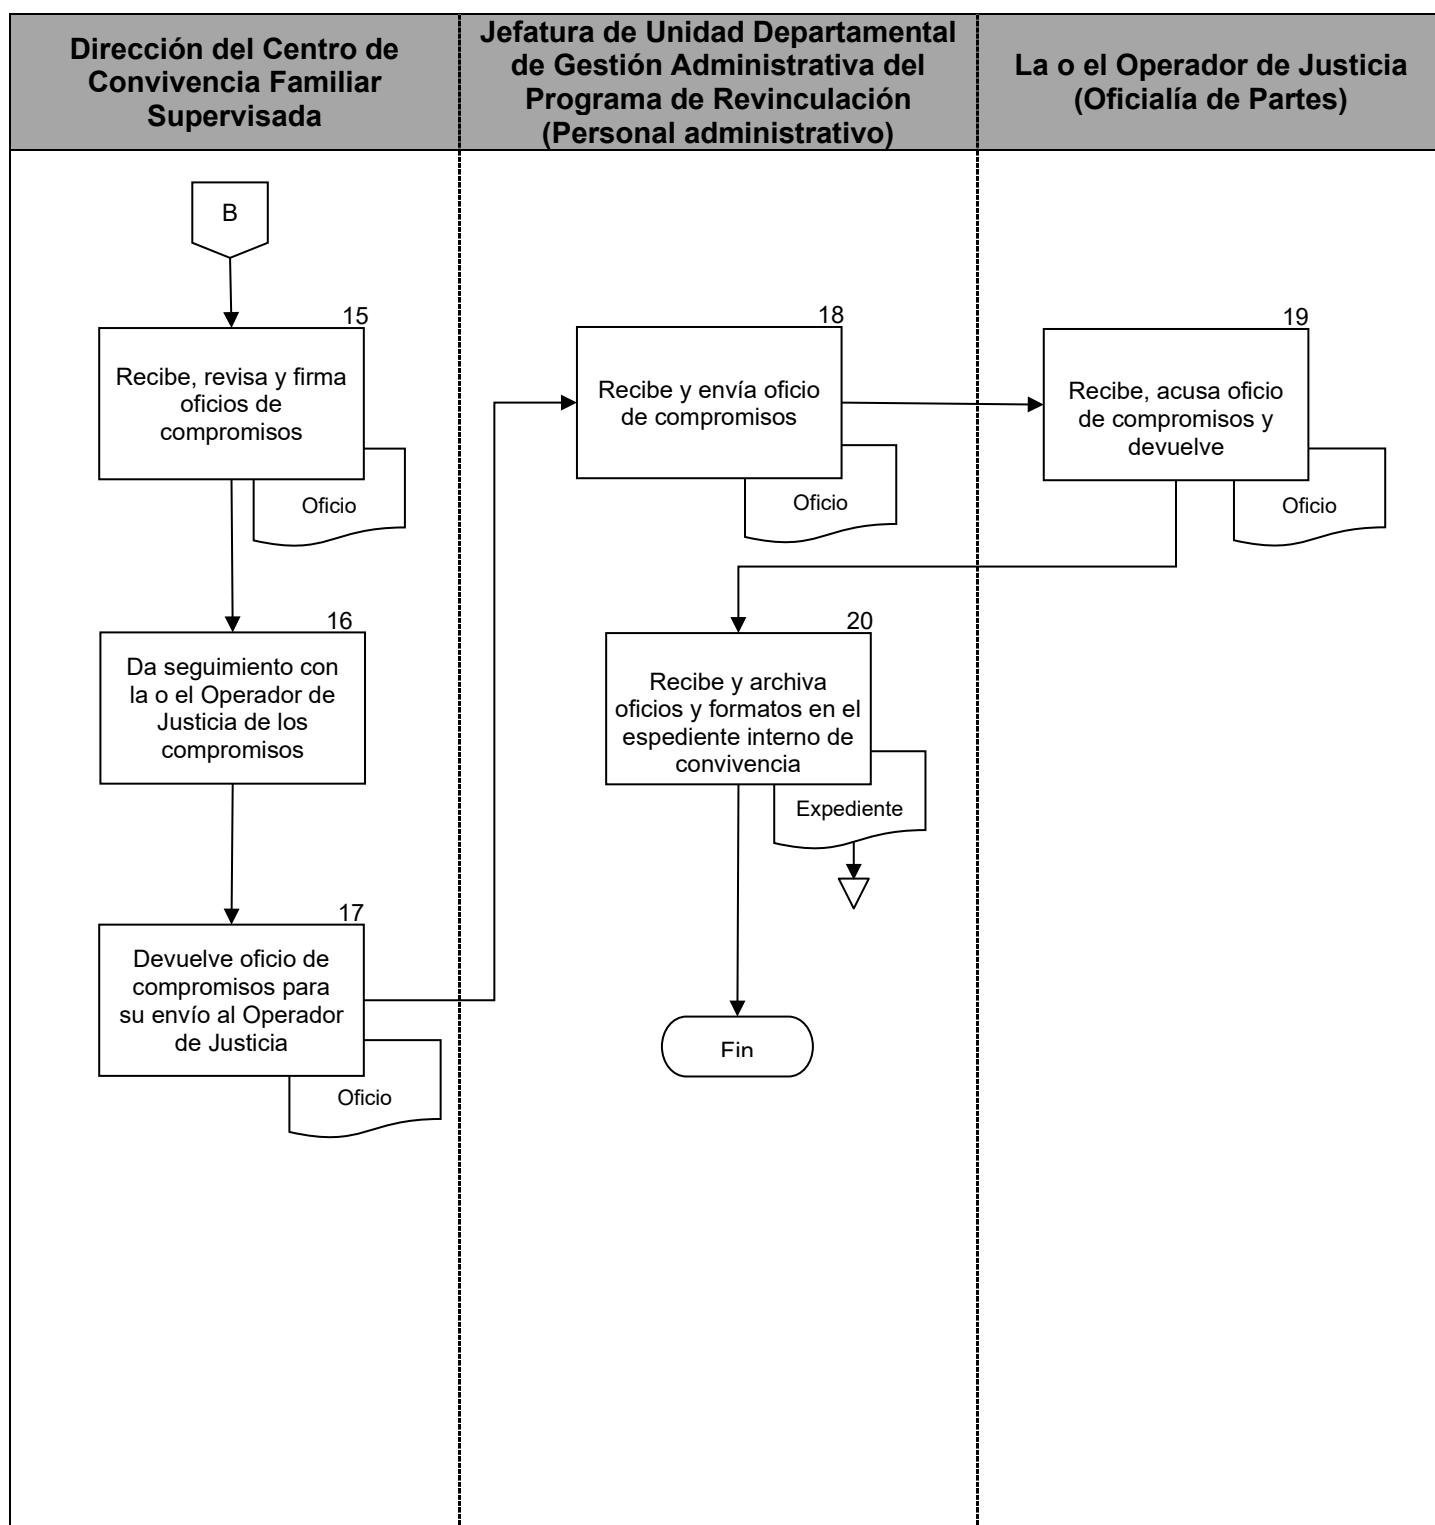 Dirección del Centro de
Convivencia Familiar
Supervisada
Jefatura de Unidad Departamental
de Gestión Administrativa del
Programa de Revinculación
(Personal administrativo)
La o el Operador de Justicia
(Oficialía de Partes)
B
15
Recibe, revisa y firma
oficios de
compromisos
Oficio
16
Da seguimiento con
la o el Operador de
Justicia de los
compromisos
17
Devuelve oficio de
compromisos para
su envío al Operador
de Justicia
Oficio
18
Recibe y envía oficio
de compromisos
Oficio
19
Recibe, acusa oficio
de compromisos y
devuelve
Oficio
20
Recibe y archiva
oficios y formatos en el
espediente interno de
convivencia
Expediente
Fin